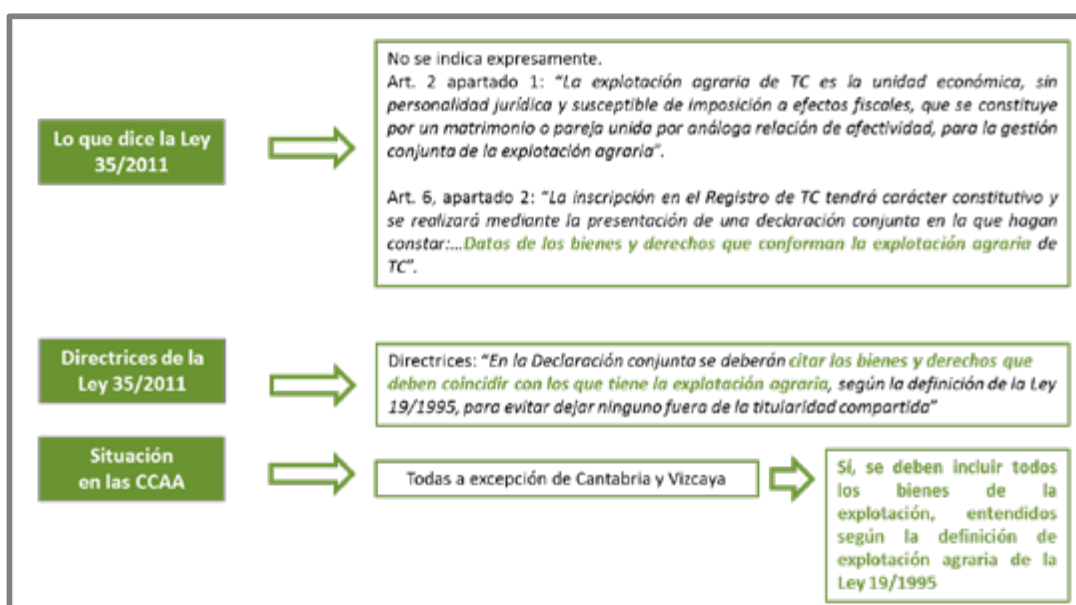 Lo que dice la Ley
35/2011
No se indica expresamente.
Art. 2 apartado 1: “La explotación agraria de TC es la unidad económica, sin
personalidad jurídica y susceptible de imposición a efectos fiscales, que se constituye
por un matrimonio o pareja unida por análoga relación de afectividad, para la gestión
conjunta de la explotación agraria”.
Art. 6, apartado 2: “La inscripción en el Registro de TC tendrá carácter constitutivo y
se realizará mediante la presentación de una declaración conjunta en la que hagan
constar:...Datos de los bienes y derechos que conforman la explotación agraria de
TC”.
Directrices de la
Ley 35/2011
Directrices: “En la Declaración conjunta se deberán citar los bienes y derechos que
deben coincidir con los que tiene la explotación agraria, según la definición de la Ley
19/1995, para evitar dejar ninguno fuera de la titularidad compartida”
Situación
en las CCAA
Todas a excepción de Cantabria y Vizcaya
Sí, se deben incluir todos
los bienes de la
explotación, entendidos
según la definición de
explotación agraria de la
Ley 19/1995